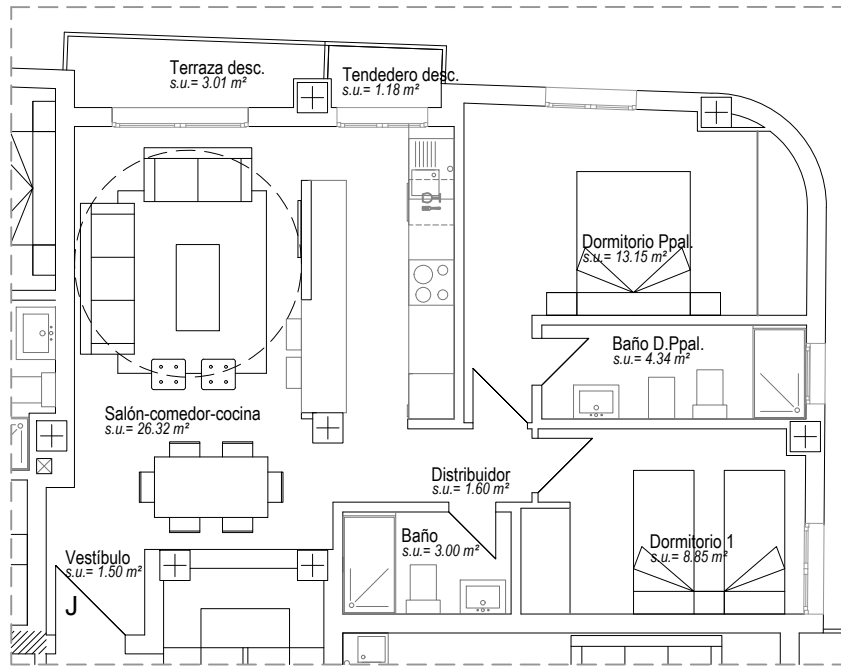 Terraza desc.
s.u.= 3.01 m²
Tendedero desc.
s.u.= 1.18 m²
Dormitorio Ppal.
s.u.= 13.15 m²
Baño D.Ppal.
s.u.= 4.34 m²
Salón-comedor-cocina
s.u.= 26.32 m²
Distribuidor
s.u.= 1.60 m²
Baño
s.u.= 3.00 m²
Dormitorio 1
s.u.= 8.85 m²
Vestíbulo
s.u.= 1.50 m²
J